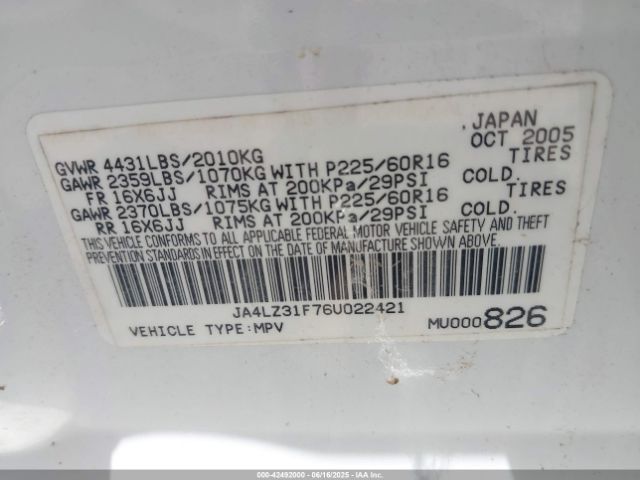 JAPAN
OCT 2005
GVWR 4431LBS/2010KG
GAWR 2359LBS/1070KG WITH P225/60R16 TIRES
FR 16X6JJ RIMS AT 200KPa/29PSI COLD.
GAWR 2370LBS/1075KG WITH P225/60R16 TIRES
RR 16X6JJ RIMS AT 200KPa/29PSI COLD.
THIS VEHICLE CONFORMS TO ALL APPLICABLE FEDERAL MOTOR VEHICLE SAFETY AND THEFT
PREVENTION STANDARDS IN EFFECT ON THE DATE OF MANUFACTURE SHOWN ABOVE.
JA4LZ31F76U022421
VEHICLE TYPE:MPV MU000826
000-42492000 - 06/16/2025 - IAAI.COM